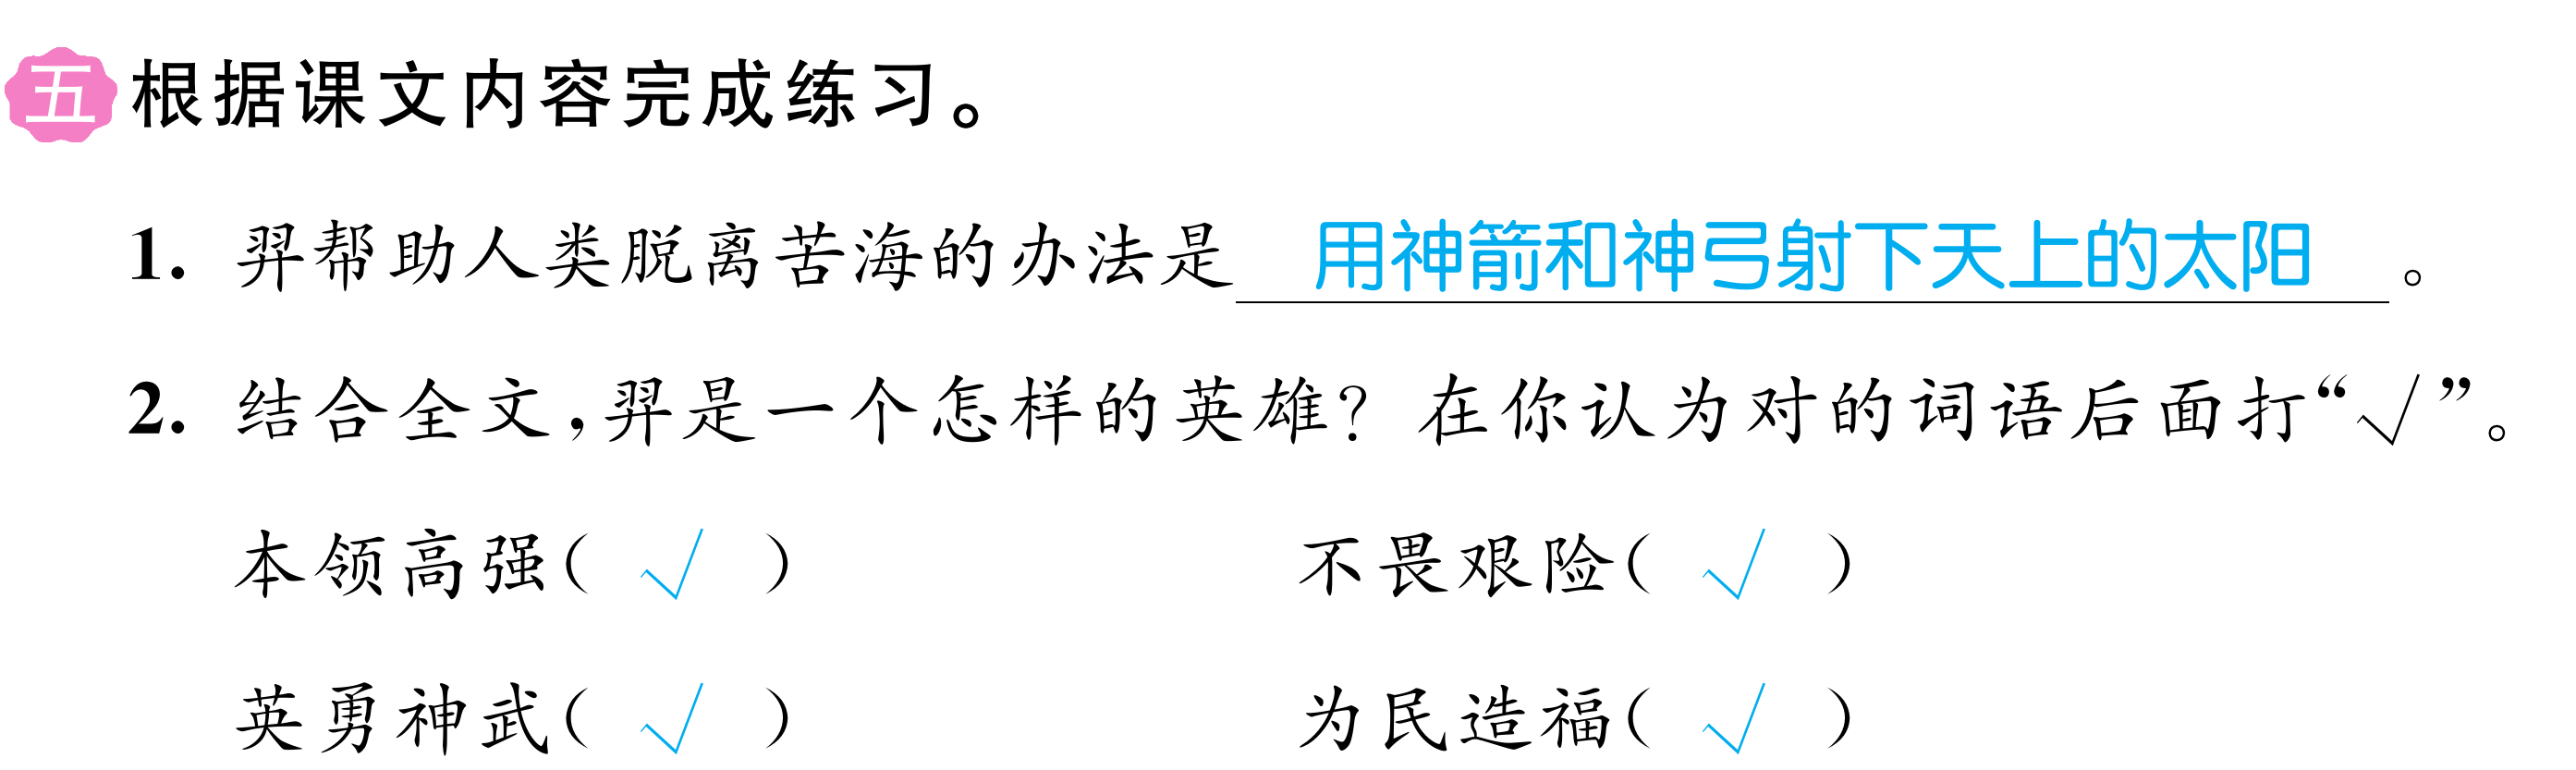 五 根据课文内容完成练习。
1. 羿帮助人类脱离苦海的办法是 用神箭和神弓射下天上的太阳 。
2. 结合全文,羿是一个怎样的英雄? 在你认为对的词语后面打“√”。
本领高强( √ ) 不畏艰险( √ )
英勇神武( √ ) 为民造福( √ )